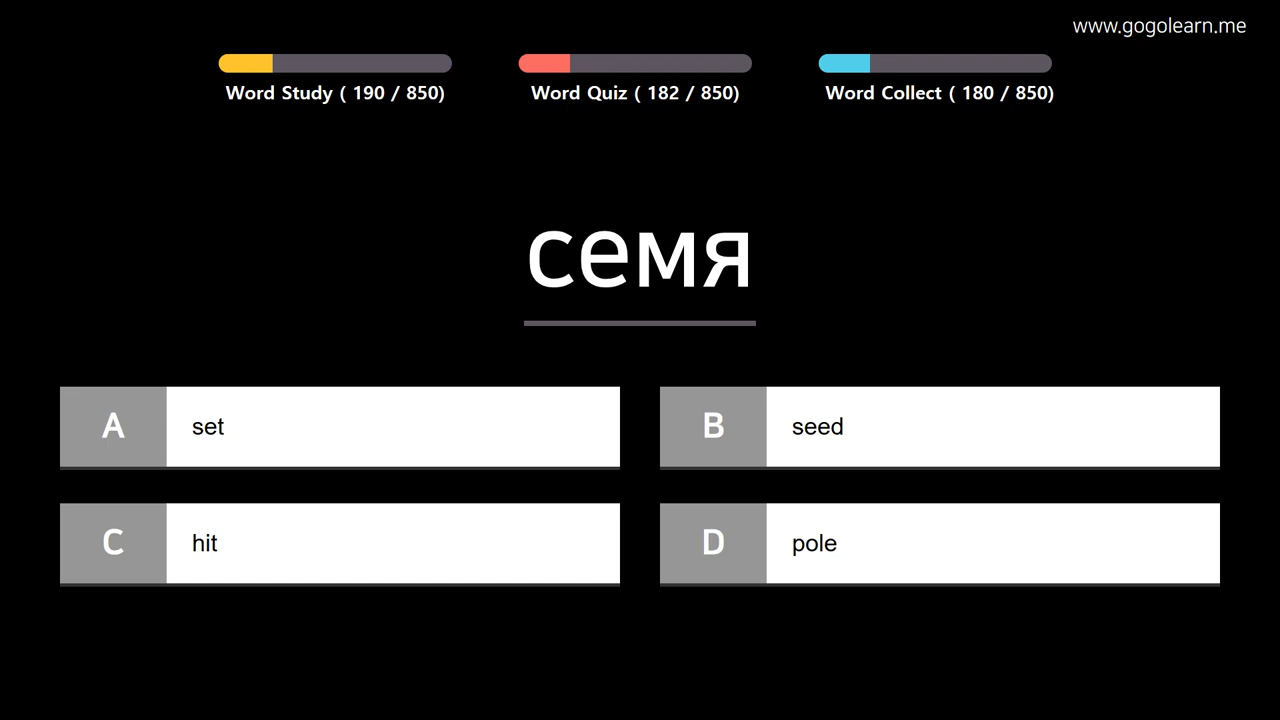 www.gogolearn.me
Word Study ( 190 / 850)
Word Quiz ( 182 / 850)
Word Collect ( 180 / 850)
семя
A set
B seed
C hit
D pole